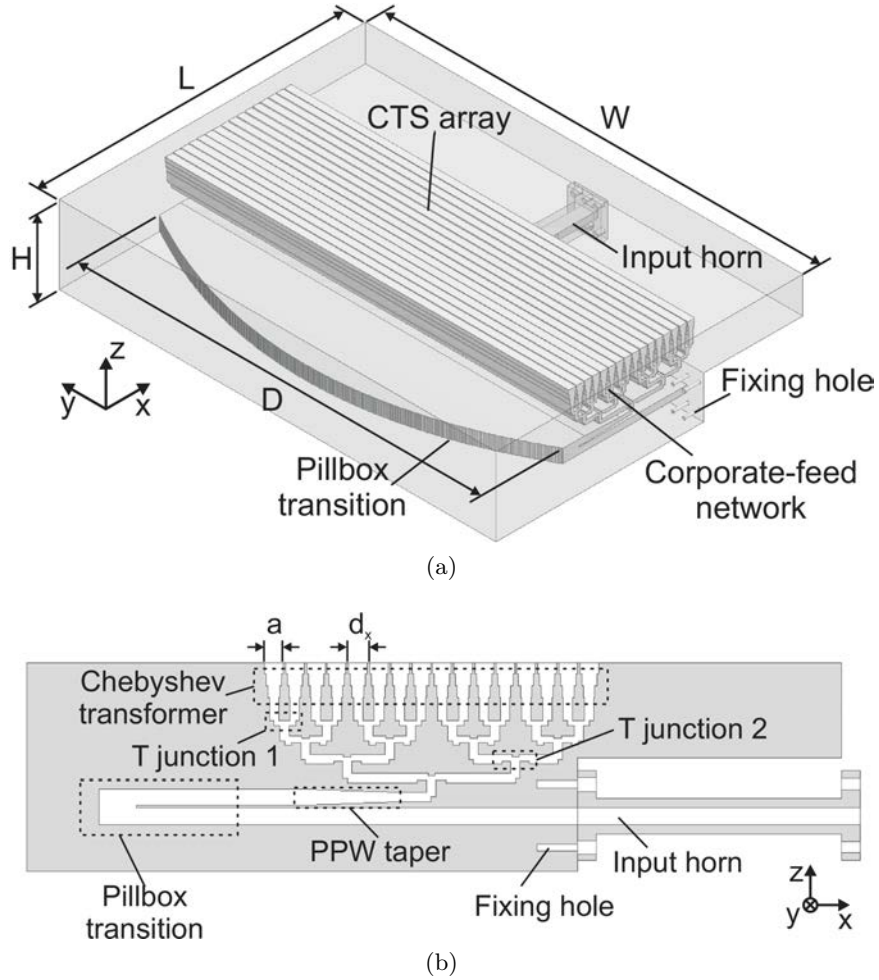 L
W
CTS array
H
Input horn
z
y
x
D
Fixing hole
Pillbox
transition
Corporate-feed
network
(a)
a
dₓ
Chebyshev
transformer
T junction 1
T junction 2
PPW taper
Input horn
Pillbox
transition
Fixing hole
z
y
x
(b)